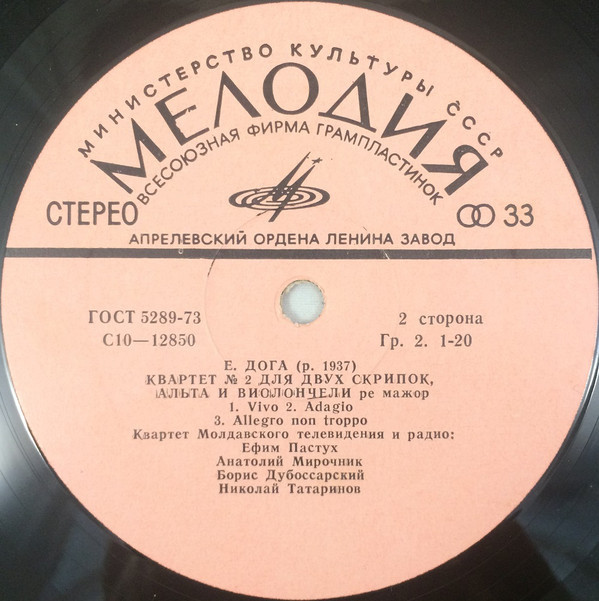 МИНИСТЕРСТВО КУЛЬТУРЫ СССР
МЕЛОДИЯ
ВСЕСОЮЗНАЯ ФИРМА ГРАМПЛАСТИНОК
СТЕРЕО 33
АПРЕЛЕВСКИЙ ОРДЕНА ЛЕНИНА ЗАВОД
ГОСТ 5289-73 2 сторона
С10—12850 Гр. 2. 1-20
Е. ДОГА (р. 1937)
КВАРТЕТ № 2 ДЛЯ ДВУХ СКРИПОК,
АЛЬТА И ВИОЛОНЧЕЛИ ре мажор
1. Vivo 2. Adagio
3. Allegro non troppo
Квартет Молдавского телевидения и радио:
Ефим Пастух
Анатолий Мирочник
Борис Дубоссарский
Николай Татаринов